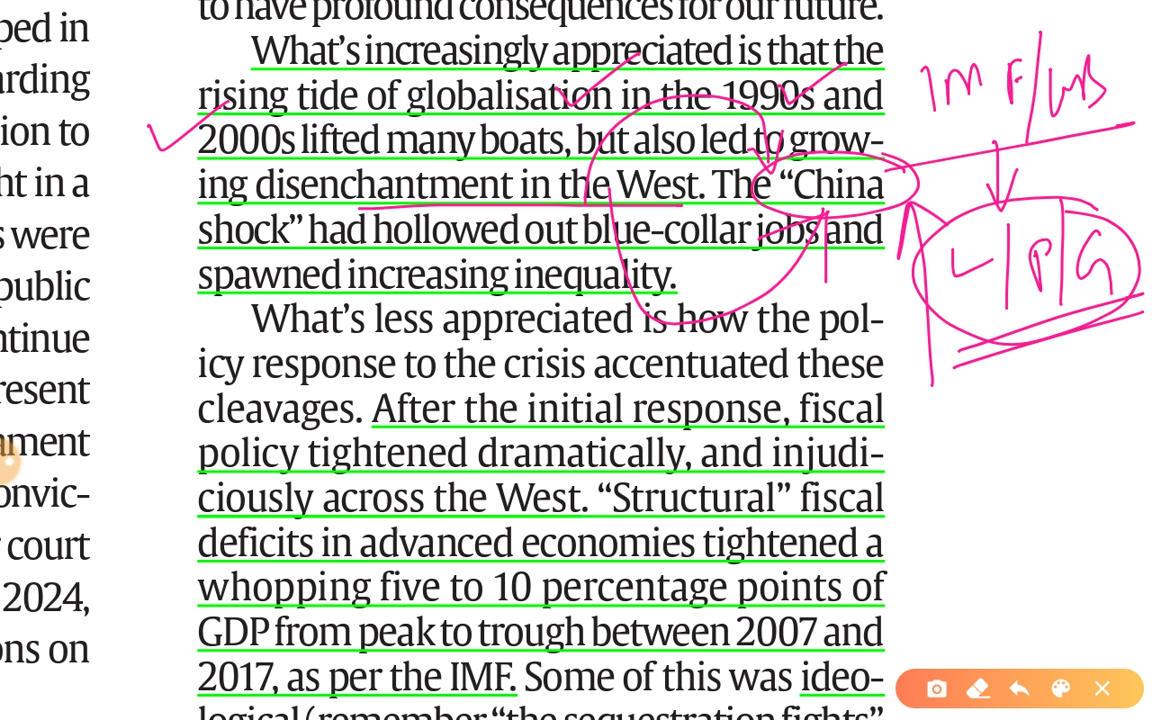 ped in
arding
ion to
ht in a
s were
public
ntinue
resent
ament
onvic-
court
2024,
ons on
to have profound consequences for our future.
What's increasingly appreciated is that the
rising tide of globalisation in the 1990s and
2000s lifted many boats, but also led to grow-
ing disenchantment in the West. The "China
shock" had hollowed out blue-collar jobs and
spawned increasing inequality.
What's less appreciated is how the pol-
icy response to the crisis accentuated these
cleavages. After the initial response, fiscal
policy tightened dramatically, and injudi-
ciously across the West. "Structural" fiscal
deficits in advanced economies tightened a
whopping five to 10 percentage points of
GDP from peak to trough between 2007 and
2017, as per the IMF. Some of this was ideo-
logical (remember "the sequestration fights"
IMF/WB
L/P/G